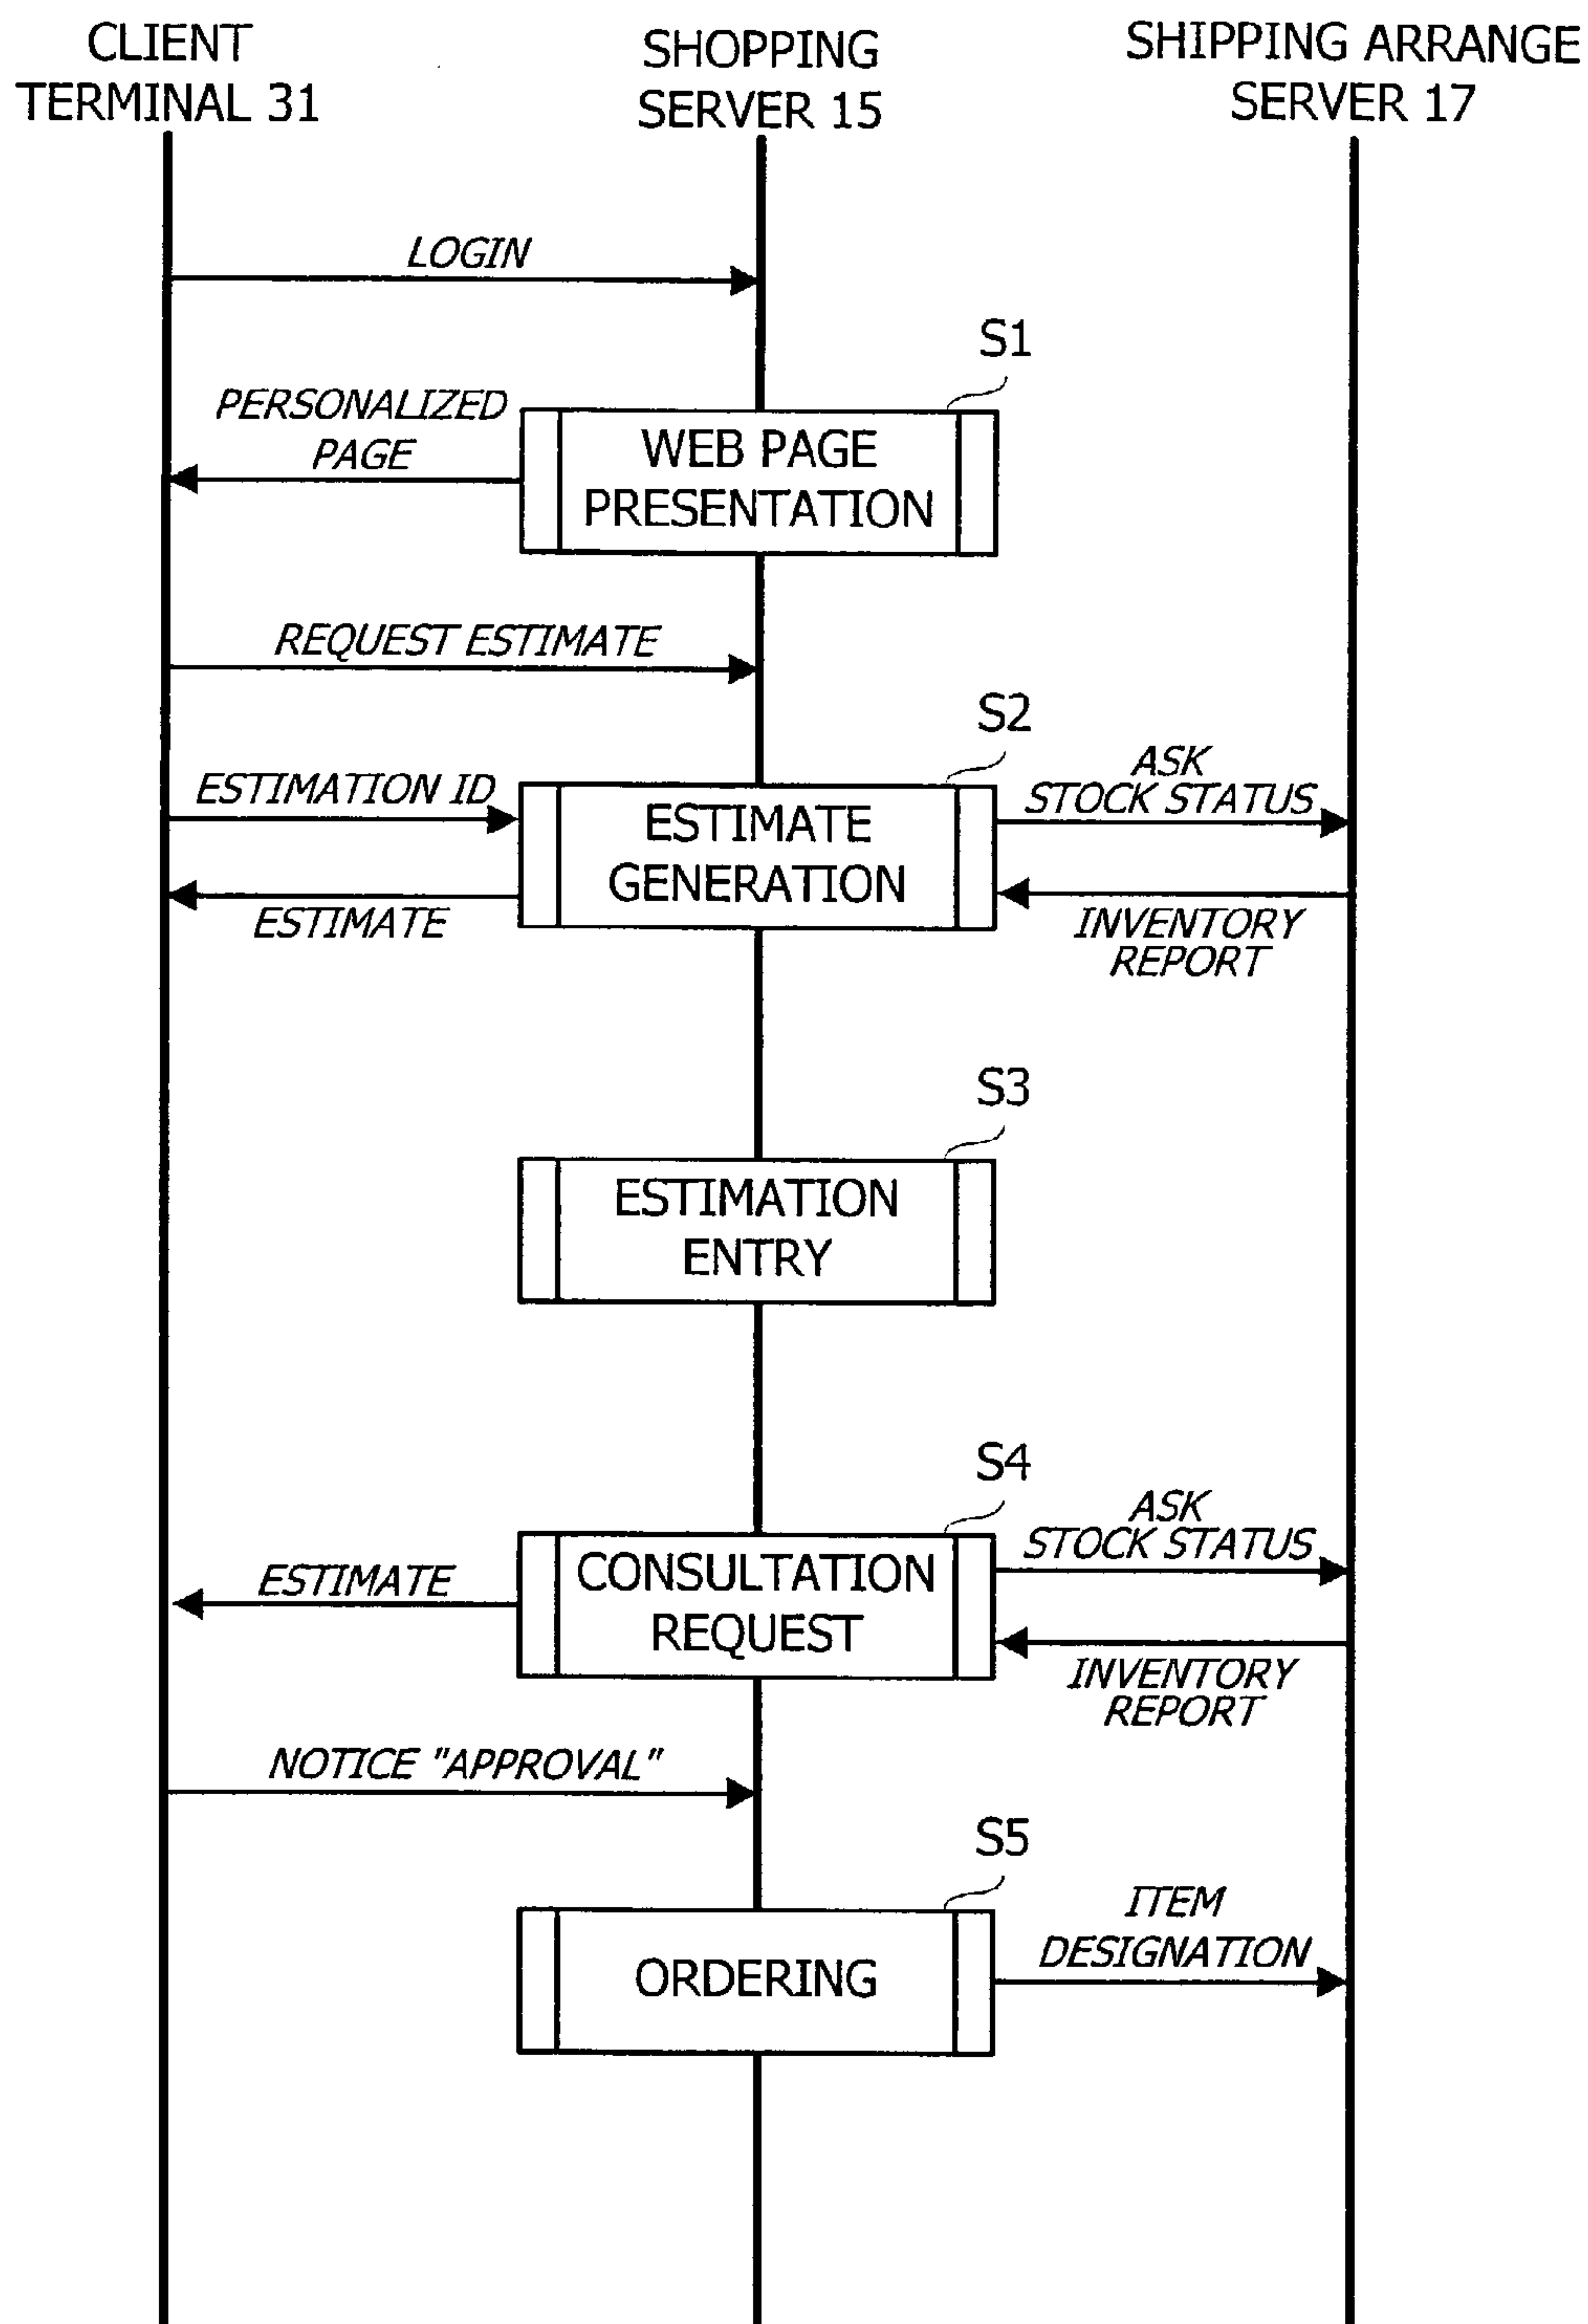 CLIENT
TERMINAL 31
SHOPPING
SERVER 15
SHIPPING ARRANGE
SERVER 17
LOGIN
S1
PERSONALIZED
PAGE
WEB PAGE
PRESENTATION
REQUEST ESTIMATE
S2
ESTIMATION ID
ESTIMATE
GENERATION
ASK
STOCK STATUS
ESTIMATE
INVENTORY
REPORT
S3
ESTIMATION
ENTRY
S4
ESTIMATE
CONSULTATION
REQUEST
ASK
STOCK STATUS
INVENTORY
REPORT
NOTICE "APPROVAL"
S5
ORDERING
ITEM
DESIGNATION